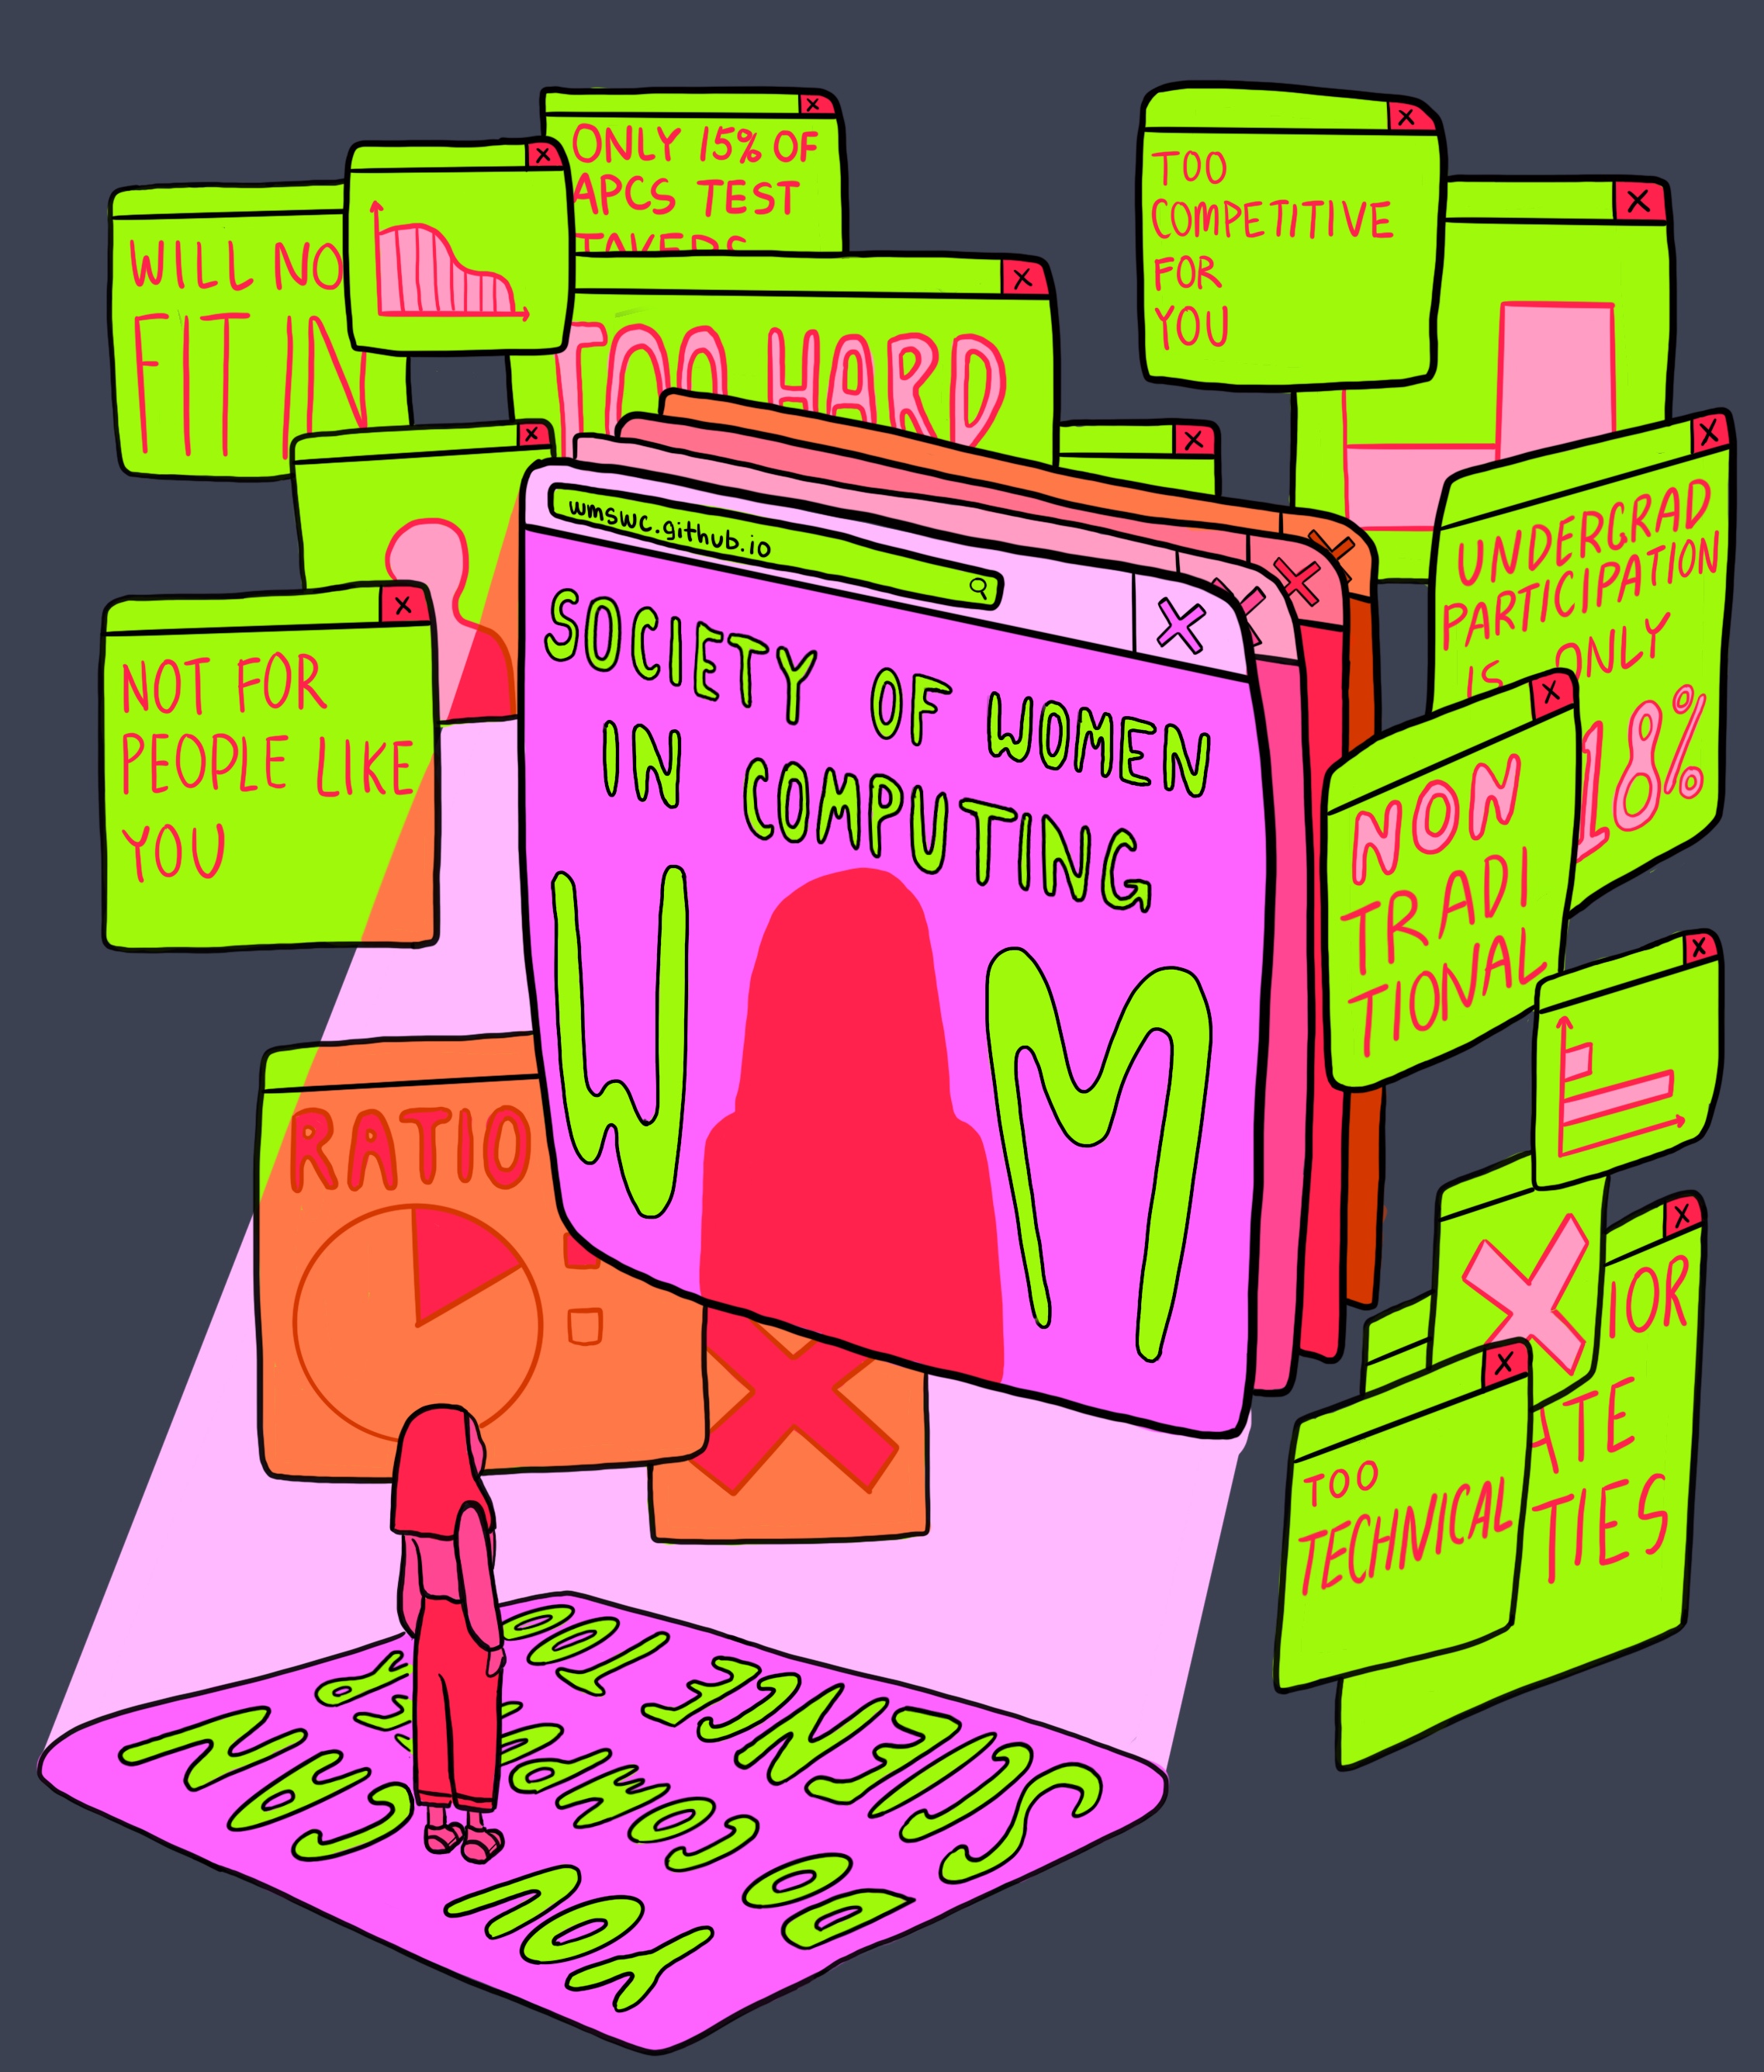 ONLY 15% OF
APCS TEST
TAKERS
WILL NO
FIT IN
TOO HARD
TOO
COMPETITIVE
FOR
YOU
wmswc.github.io
SOCIETY OF WOMEN
IN COMPUTING
W M
UNDERGRAD
PARTICIPATION
IS ONLY
18%
NOT FOR
PEOPLE LIKE
YOU
NON
TRADI
TIONAL
RATIO
IOR
ATE
TIES
TOO
TECHNICAL
YOU CAN
DO COMPUTER
SCIENCE TOO